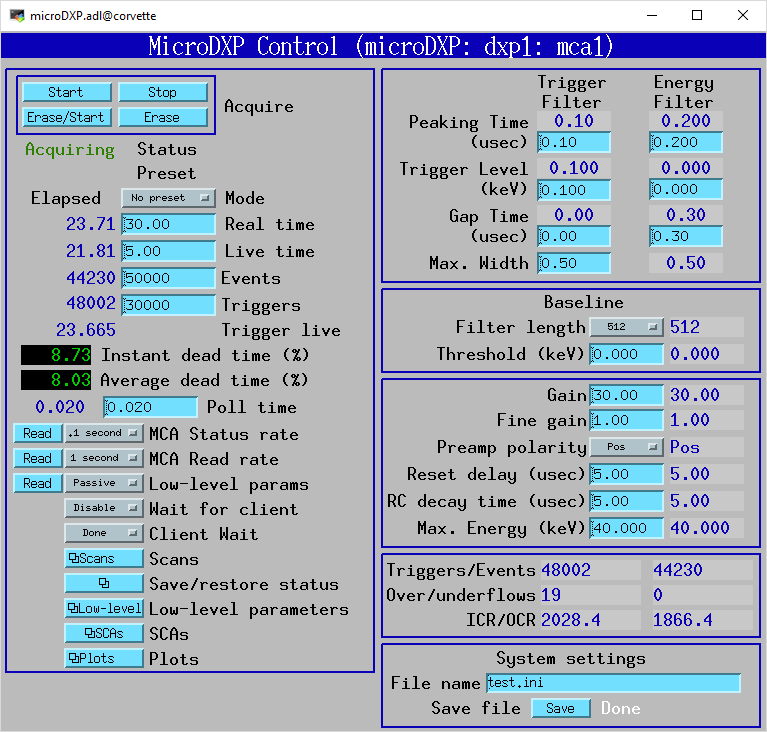 microDXP.adl@corvette
MicroDXP Control (microDXP: dxp1: mca1)
Start Stop
Erase/Start Erase
Acquire
Acquiring Status
Preset
Elapsed No preset Mode
23.71 30.00 Real time
21.81 5.00 Live time
44230 50000 Events
48002 30000 Triggers
23.665 Trigger live
8.73 Instant dead time (%)
8.03 Average dead time (%)
0.020 0.020 Poll time
Read .1 second MCA Status rate
Read 1 second MCA Read rate
Read Passive Low-level params
Disable Wait for client
Done Client Wait
Scans Scans
Save/restore status
Low-level Low-level parameters
SCAs SCAs
Plots Plots
Trigger Energy
Filter Filter
Peaking Time 0.10 0.200
(usec) 0.10 0.200
Trigger Level 0.100 0.000
(keV) 0.100 0.000
Gap Time 0.00 0.30
(usec) 0.00 0.30
Max. Width 0.50 0.50
Baseline
Filter length 512 512
Threshold (keV) 0.000 0.000
Gain 30.00 30.00
Fine gain 1.00 1.00
Preamp polarity Pos Pos
Reset delay (usec) 5.00 5.00
RC decay time (usec) 5.00 5.00
Max. Energy (keV) 40.000 40.000
Triggers/Events 48002 44230
Over/underflows 19 0
ICR/OCR 2028.4 1866.4
System settings
File name test.ini
Save file Save Done